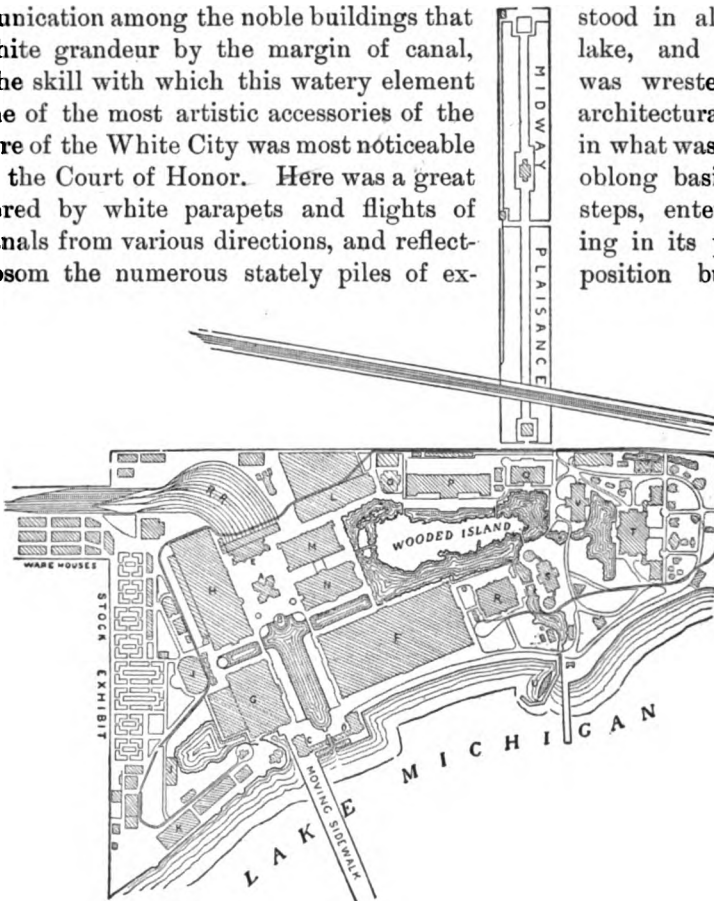 unication among the noble buildings that
hite grandeur by the margin of canal,
he skill with which this watery element
e of the most artistic accessories of the
re of the White City was most noticeable
the Court of Honor. Here was a great
red by white parapets and flights of
nals from various directions, and reflect-
osom the numerous stately piles of ex-
stood in al
lake, and
was wreste
architectura
in what was
oblong basi
steps, ente
ing in its
position b
MIDWAY
PLAISANCE
R.R.
L
O
P
Q
V
T
WOODED ISLAND
M
E
A
N
H
S
R
F
WARE HOUSES
STOCK EXHIBIT
J
G
U
C
D
J
K
MOVING SIDEWALK
LAKE MICHIGAN